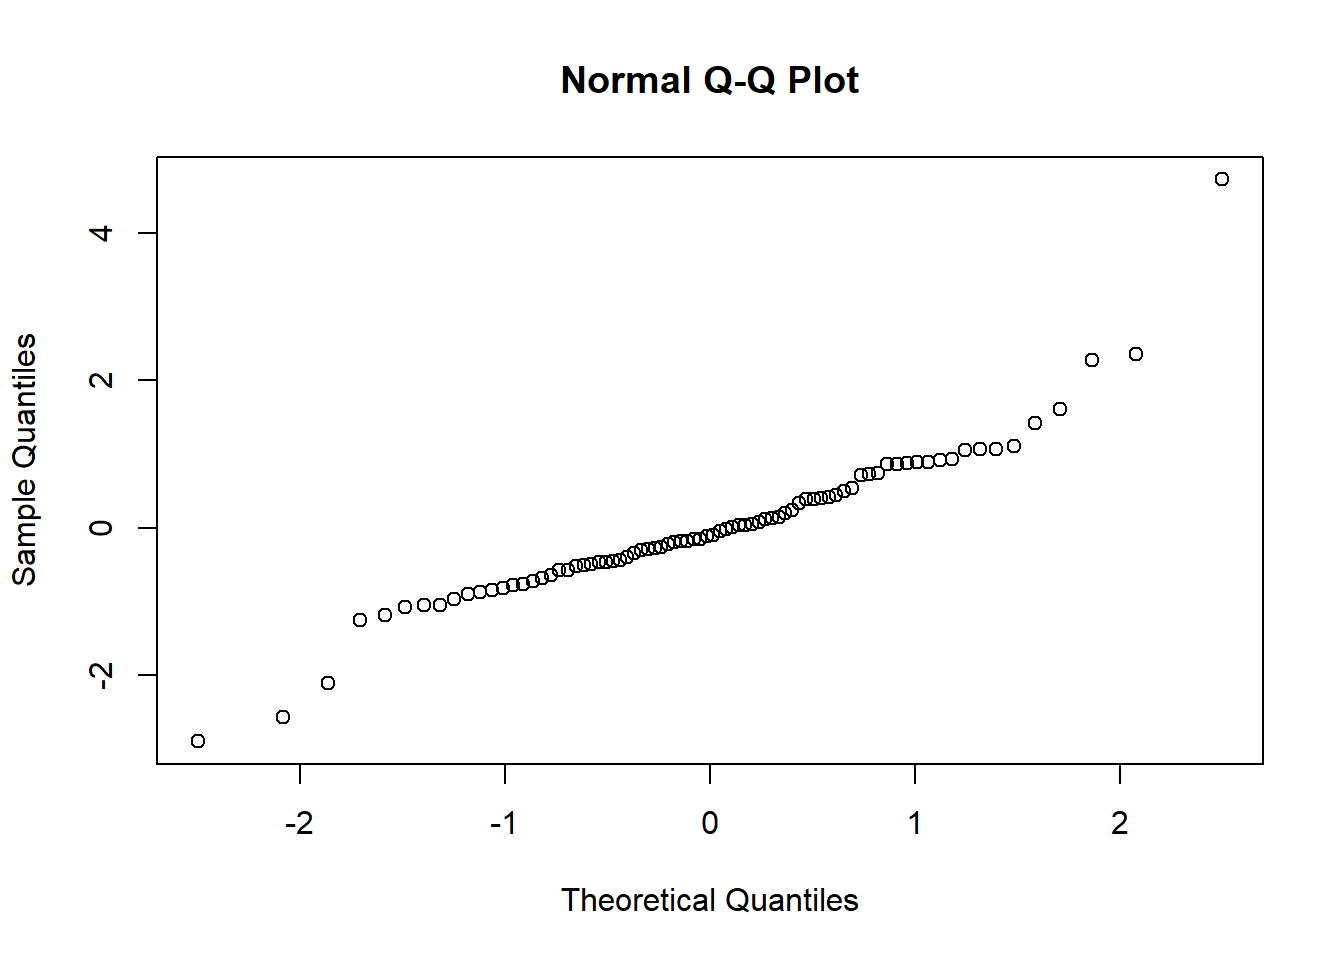 Normal Q-Q Plot
Sample Quantiles
4
2
0
-2
-2 -1 0 1 2
Theoretical Quantiles